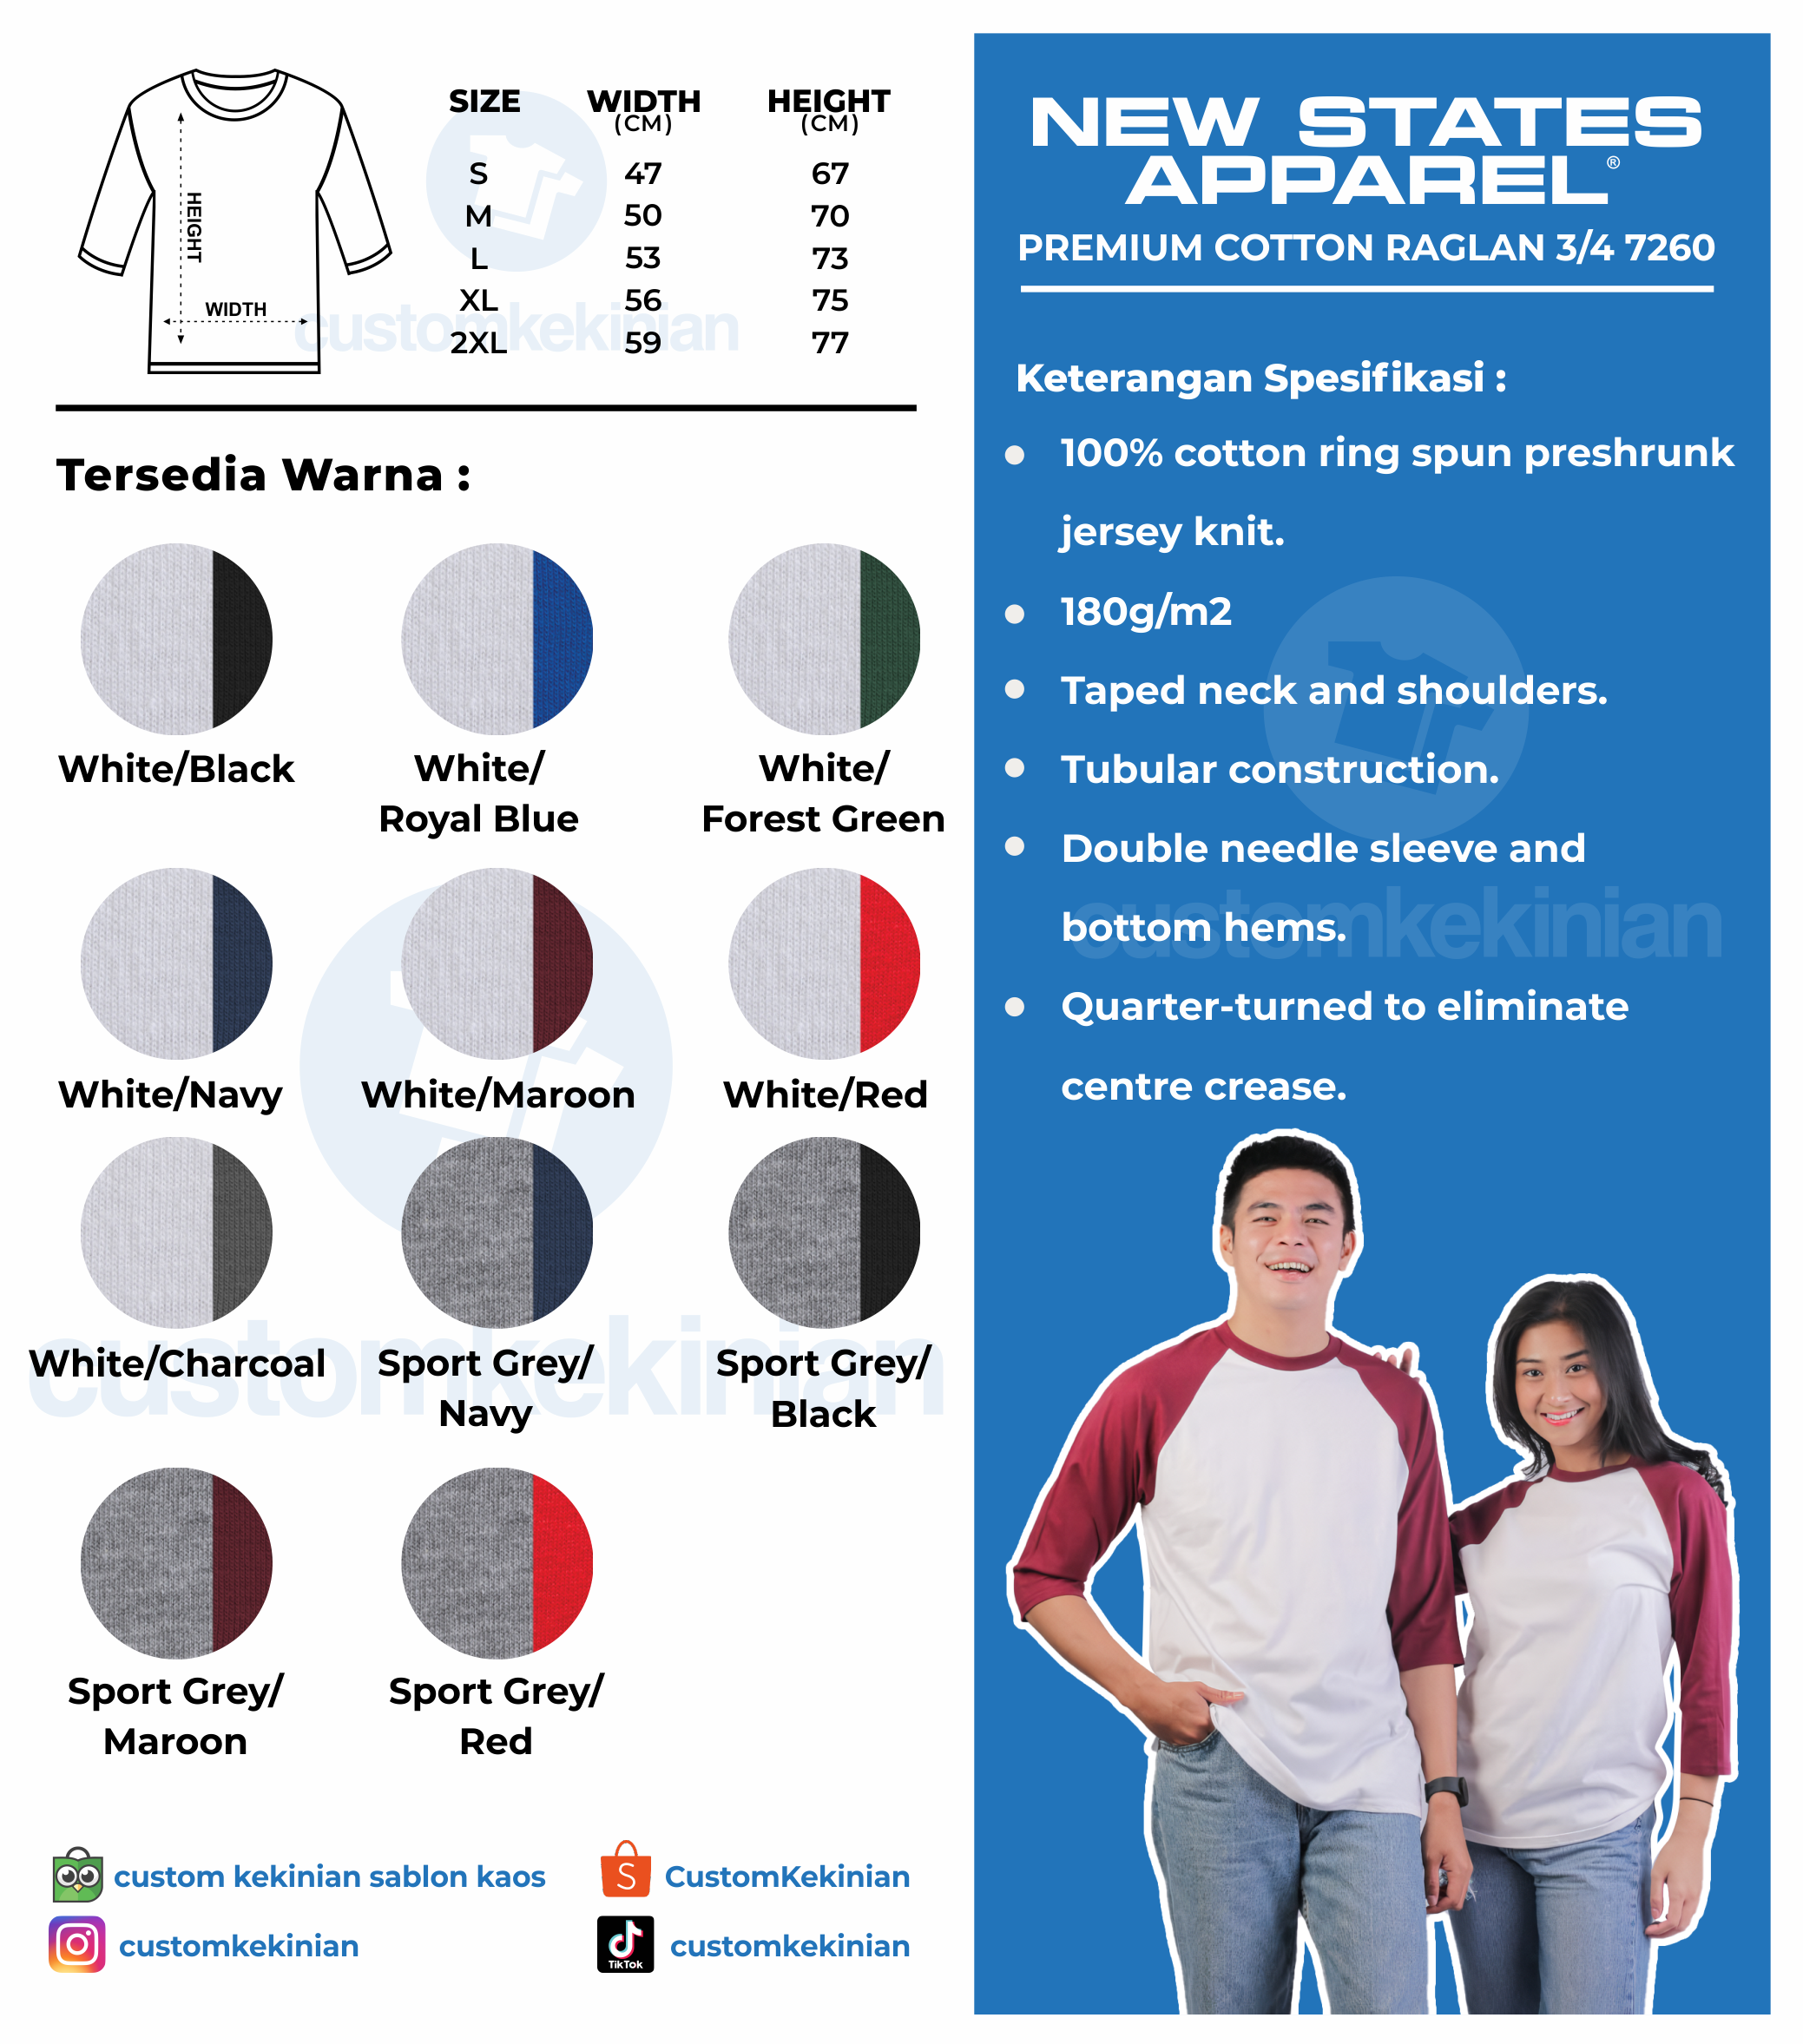 SIZE WIDTH HEIGHT
(CM) (CM)
S 47 67
M 50 70
L 53 73
XL 56 75
2XL 59 77
HEIGHT
WIDTH
customkekinian
Tersedia Warna :
White/Black
White/
Royal Blue
White/
Forest Green
White/Navy
White/Maroon
White/Red
White/Charcoal
Sport Grey/
Navy
Sport Grey/
Black
customkekinian
Sport Grey/
Maroon
Sport Grey/
Red
custom kekinian sablon kaos
S
CustomKekinian
customkekinian
TikTok
customkekinian
NEW STATES
APPAREL®
PREMIUM COTTON RAGLAN 3/4 7260
Keterangan Spesifikasi :
100% cotton ring spun preshrunk
jersey knit.
180g/m2
Taped neck and shoulders.
Tubular construction.
Double needle sleeve and
bottom hems.
customkekinian
Quarter-turned to eliminate
centre crease.